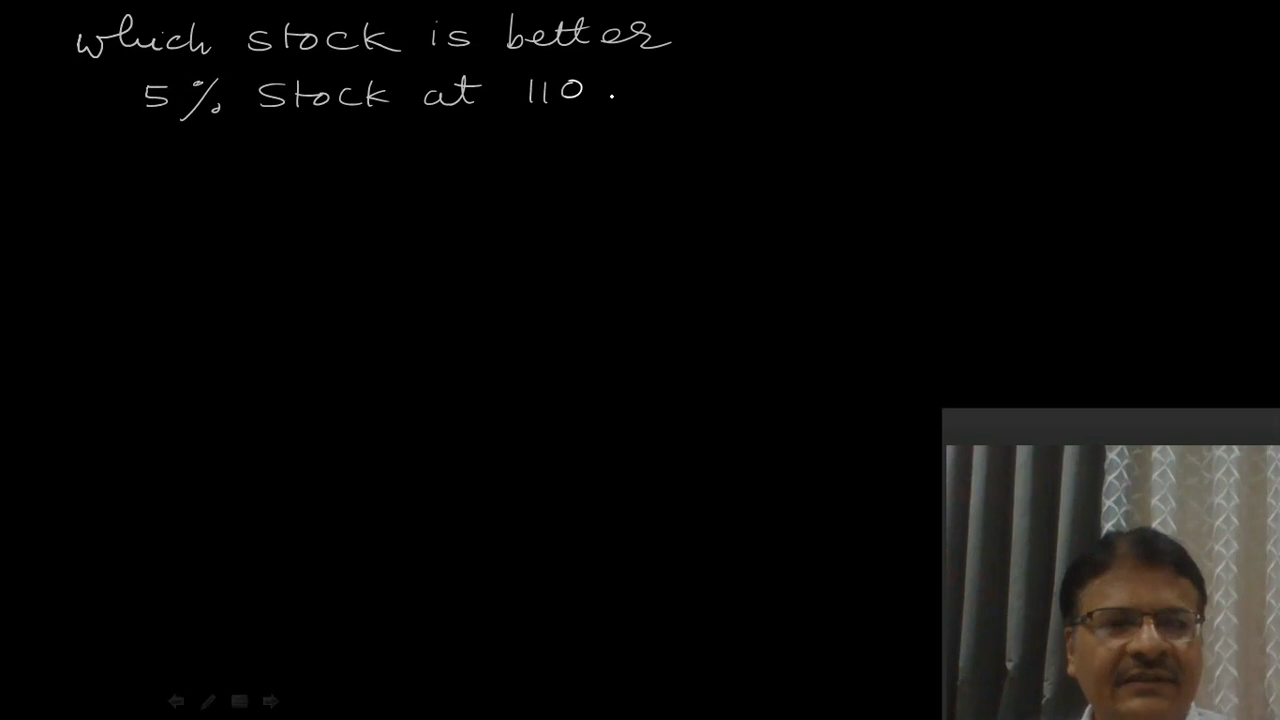 which stock is better
5% stock at 110.